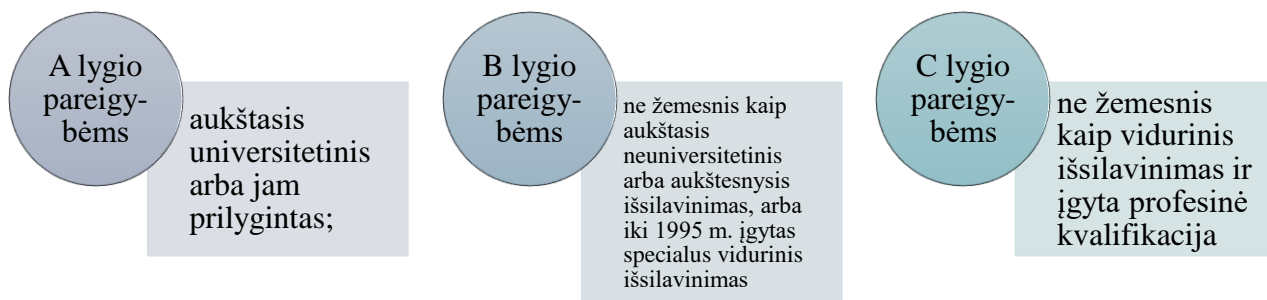 A lygio
pareigy-
bėms
aukštasis
universitetinis
arba jam
prilygintas;
B lygio
pareigy-
bėms
ne žemesnis kaip
aukštasis
neuniversitetinis
arba aukštesnysis
išsilavinimas, arba
iki 1995 m. įgytas
specialus vidurinis
išsilavinimas
C lygio
pareigy-
bėms
ne žemesnis
kaip vidurinis
išsilavinimas ir
įgyta profesinė
kvalifikacija